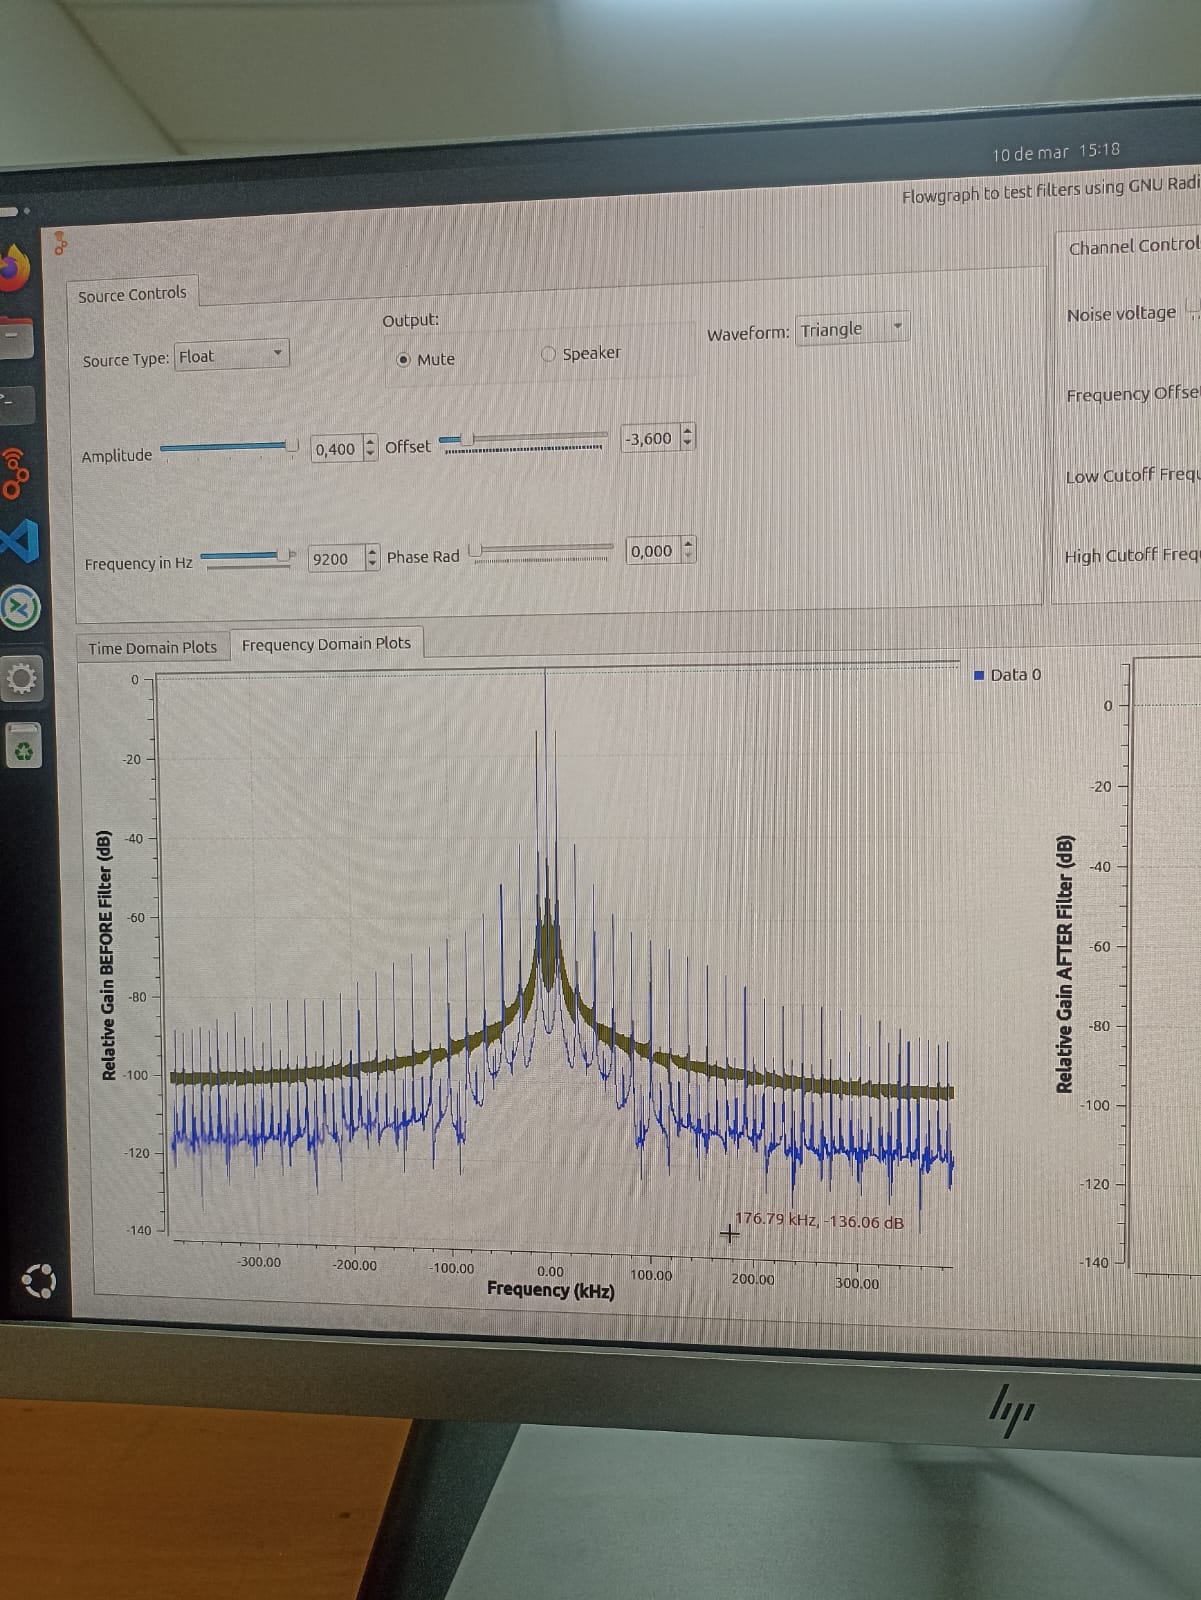 10 de mar 15:18
Flowgraph to test filters using GNU Radi
Source Controls
Channel Control
Output:
Source Type: Float
Mute
Speaker
Waveform: Triangle
Noise voltage
Amplitude
0,400
Offset
-3,600
Frequency Offse
Low Cutoff Frequ
Frequency in Hz
9200
Phase Rad
0,000
High Cutoff Frequ
Time Domain Plots
Frequency Domain Plots
Data 0
Relative Gain BEFORE Filter (dB)
0
-20
-40
-60
-80
-100
-120
-140
176.79 kHz, -136.06 dB
-300.00
-200.00
-100.00
0.00
100.00
200.00
300.00
Frequency (kHz)
Relative Gain AFTER Filter (dB)
0
-20
-40
-60
-80
-100
-120
-140
hp